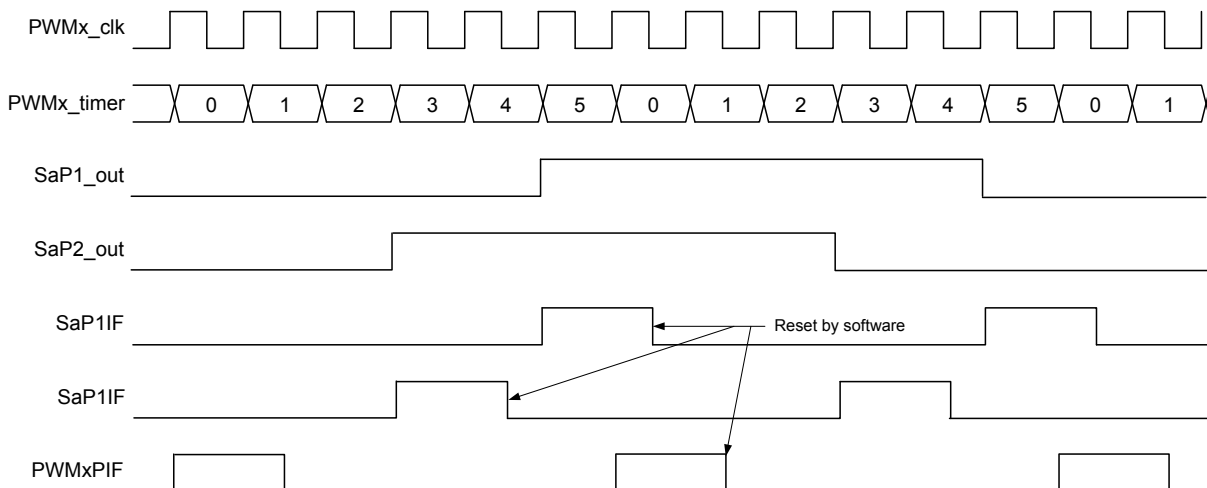 PWMx_clk
PWMx_timer 0 1 2 3 4 5 0 1 2 3 4 5 0 1
SaP1_out
SaP2_out
SaP1IF
Reset by software
SaP1IF
PWMxPIF